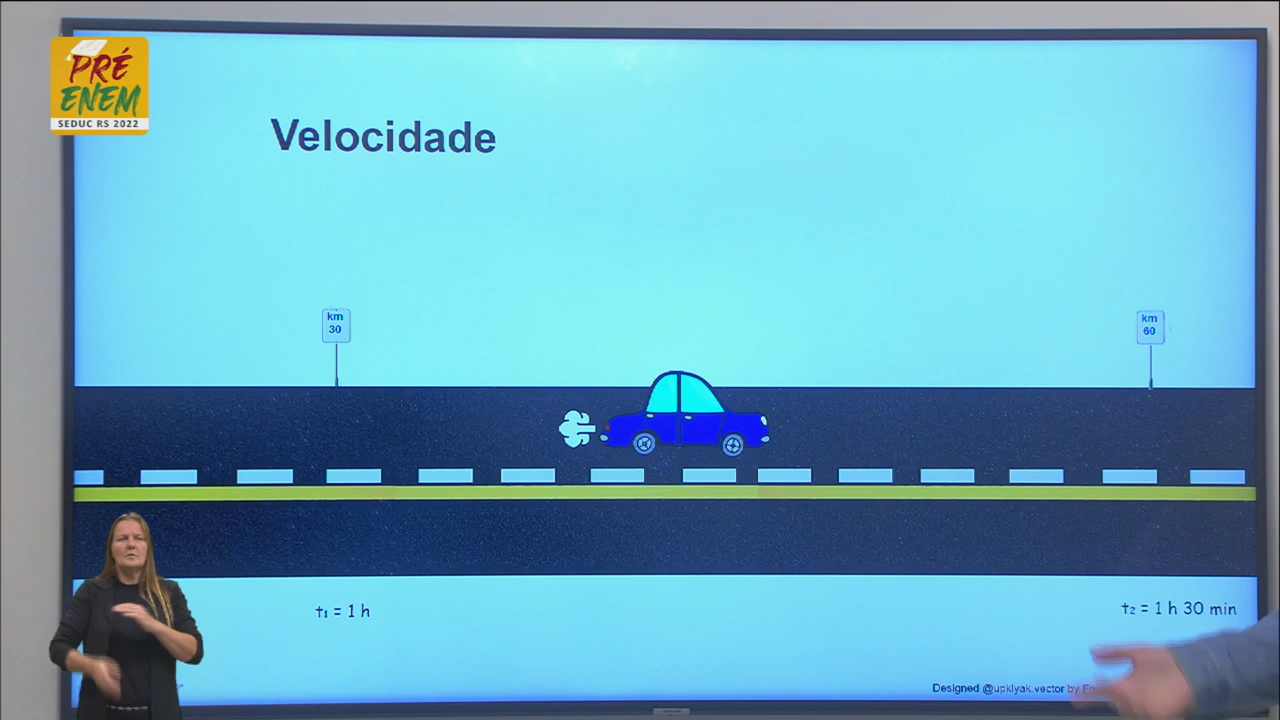 PRÉ
ENEM
SEDUC RS 2022
Velocidade
km
30
km
60
t₁ = 1 h
t₂ = 1 h 30 min
Designed @upklyak.vector by